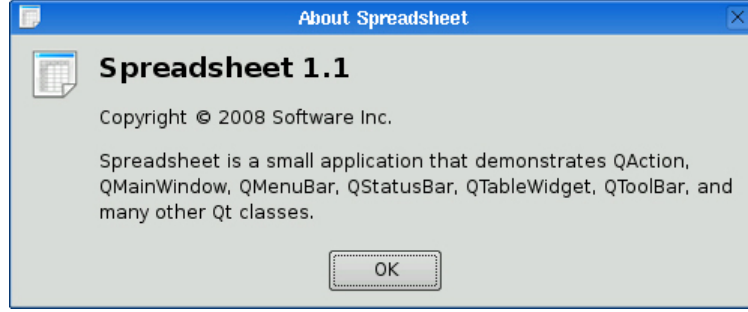 About Spreadsheet
Spreadsheet 1.1
Copyright © 2008 Software Inc.
Spreadsheet is a small application that demonstrates QAction,
QMainWindow, QMenuBar, QStatusBar, QTableWidget, QToolBar, and
many other Qt classes.
OK